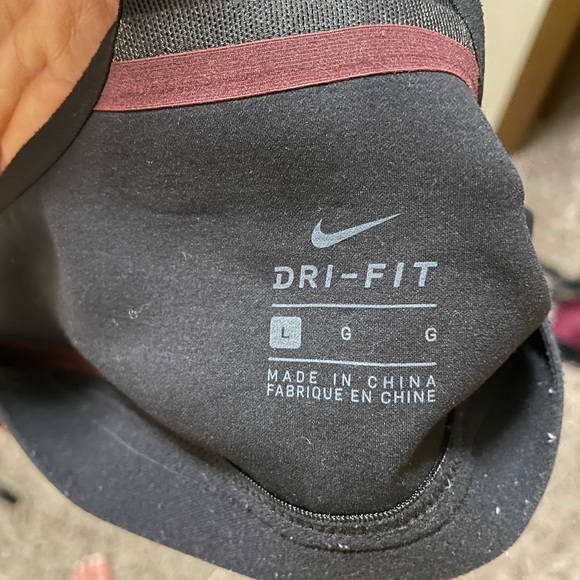 DRI-FIT
L G G
MADE IN CHINA
FABRIQUE EN CHINE